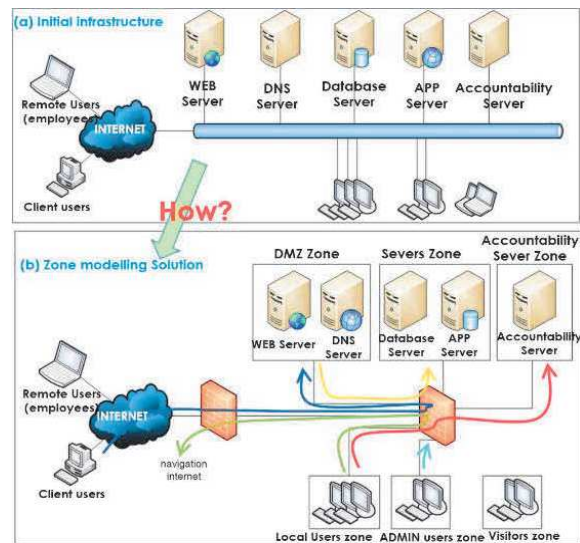 (a) Initial infrastructure
WEB
Server
DNS
Server
Database
Server
APP
Server
Accountability
Server
Remote Users
(employees)
INTERNET
Client users
How?
(b) Zone modelling Solution
DMZ Zone
Severs Zone
Accountability
Sever Zone
WEB Server
DNS
Server
Database
Server
APP
Server
Accountability
Server
Remote Users
(employees)
INTERNET
Client users
navigation
internet
Local Users zone
ADMIN users zone
Visitors zone